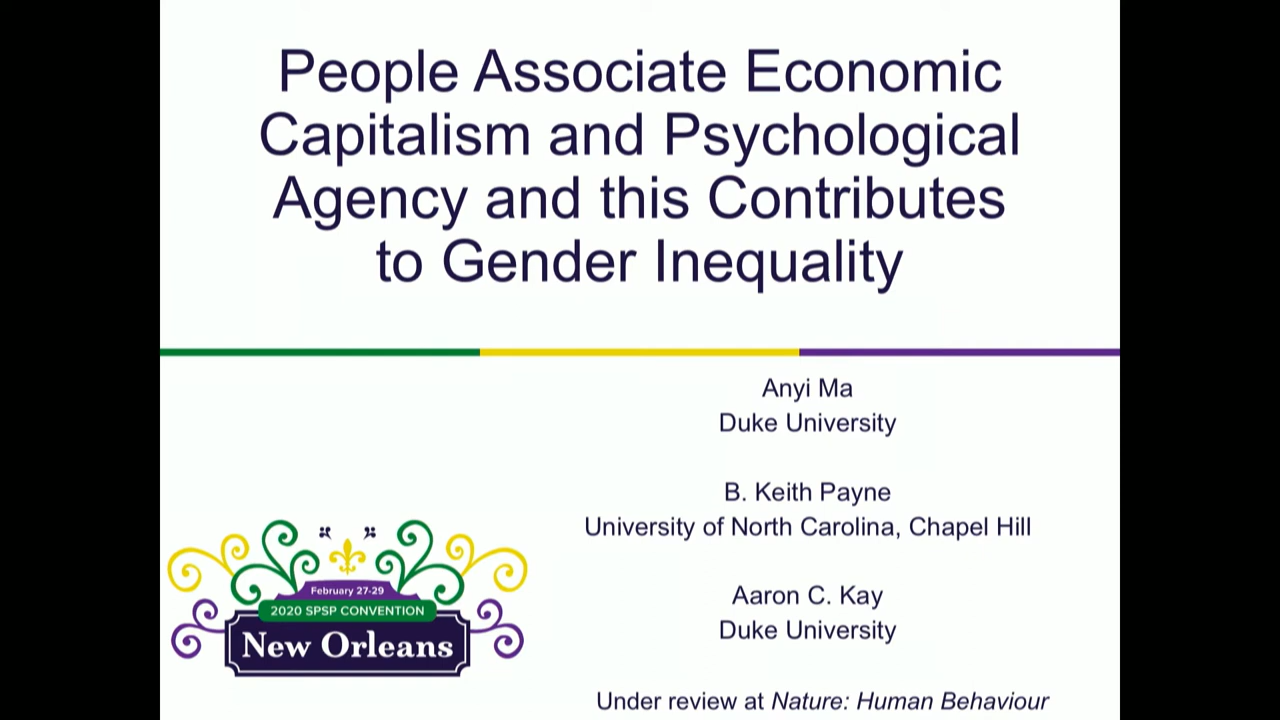 People Associate Economic
Capitalism and Psychological
Agency and this Contributes
to Gender Inequality
Anyi Ma
Duke University
B. Keith Payne
University of North Carolina, Chapel Hill
Aaron C. Kay
Duke University
Under review at Nature: Human Behaviour
February 27-29
2020 SPSP CONVENTION
New Orleans